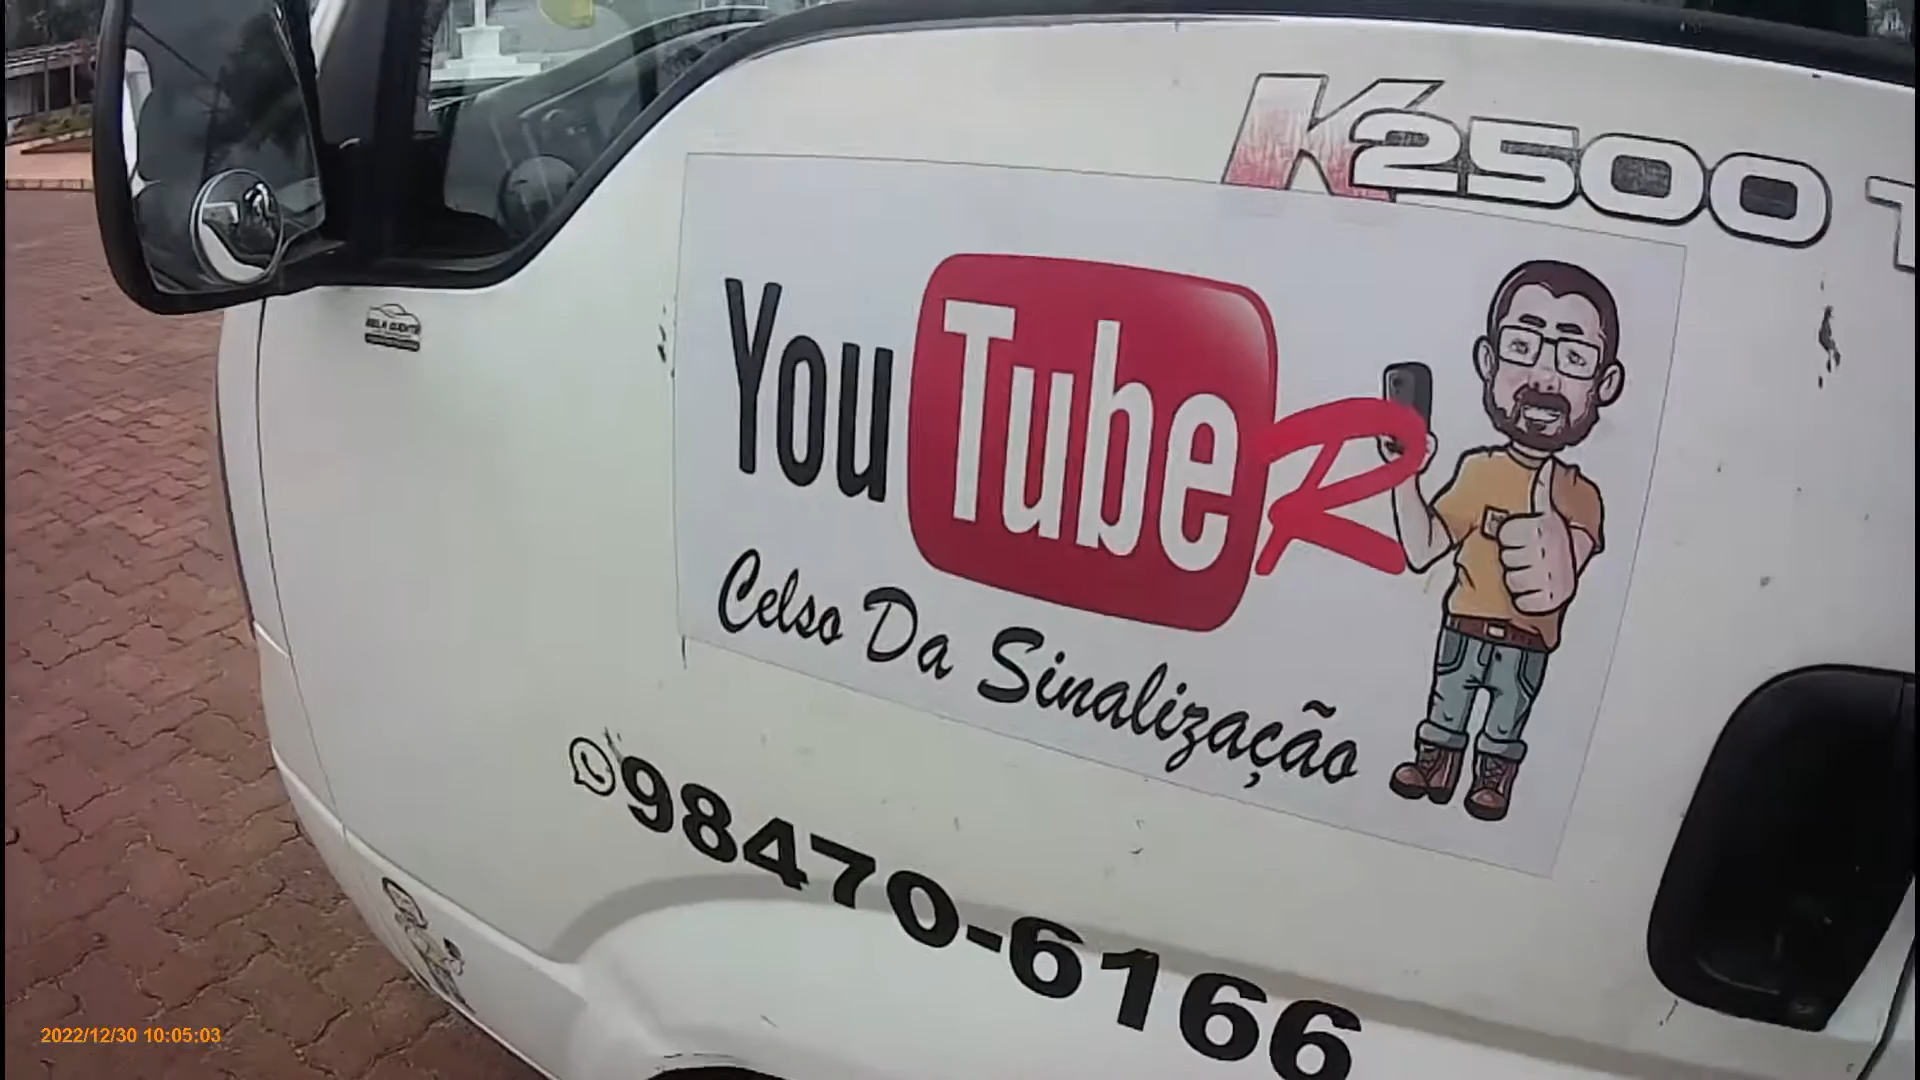 K2500 T
YouTubeR
Celso Da Sinalização
98470-6166
2022/12/30 10:05:03